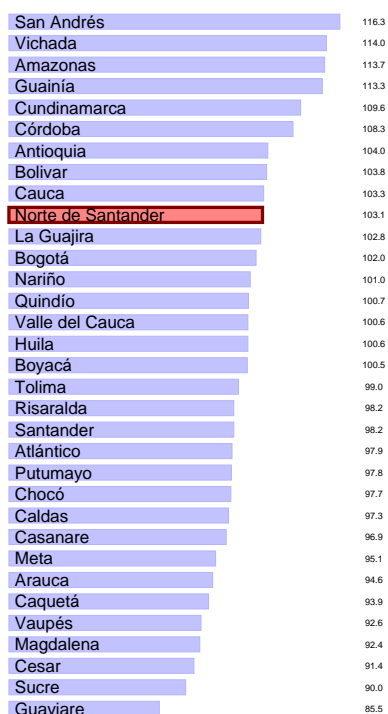 San Andrés 116.3
Vichada 114.0
Amazonas 113.7
Guainía 113.3
Cundinamarca 109.6
Córdoba 108.3
Antioquia 104.0
Bolivar 103.8
Cauca 103.3
Norte de Santander 103.1
La Guajira 102.8
Bogotá 102.0
Nariño 101.0
Quindío 100.7
Valle del Cauca 100.6
Huila 100.6
Boyacá 100.5
Tolima 99.0
Risaralda 98.2
Santander 98.2
Atlántico 97.9
Putumayo 97.8
Chocó 97.7
Caldas 97.3
Casanare 96.9
Meta 95.1
Arauca 94.6
Caquetá 93.9
Vaupés 92.6
Magdalena 92.4
Cesar 91.4
Sucre 90.0
Guaviare 85.5